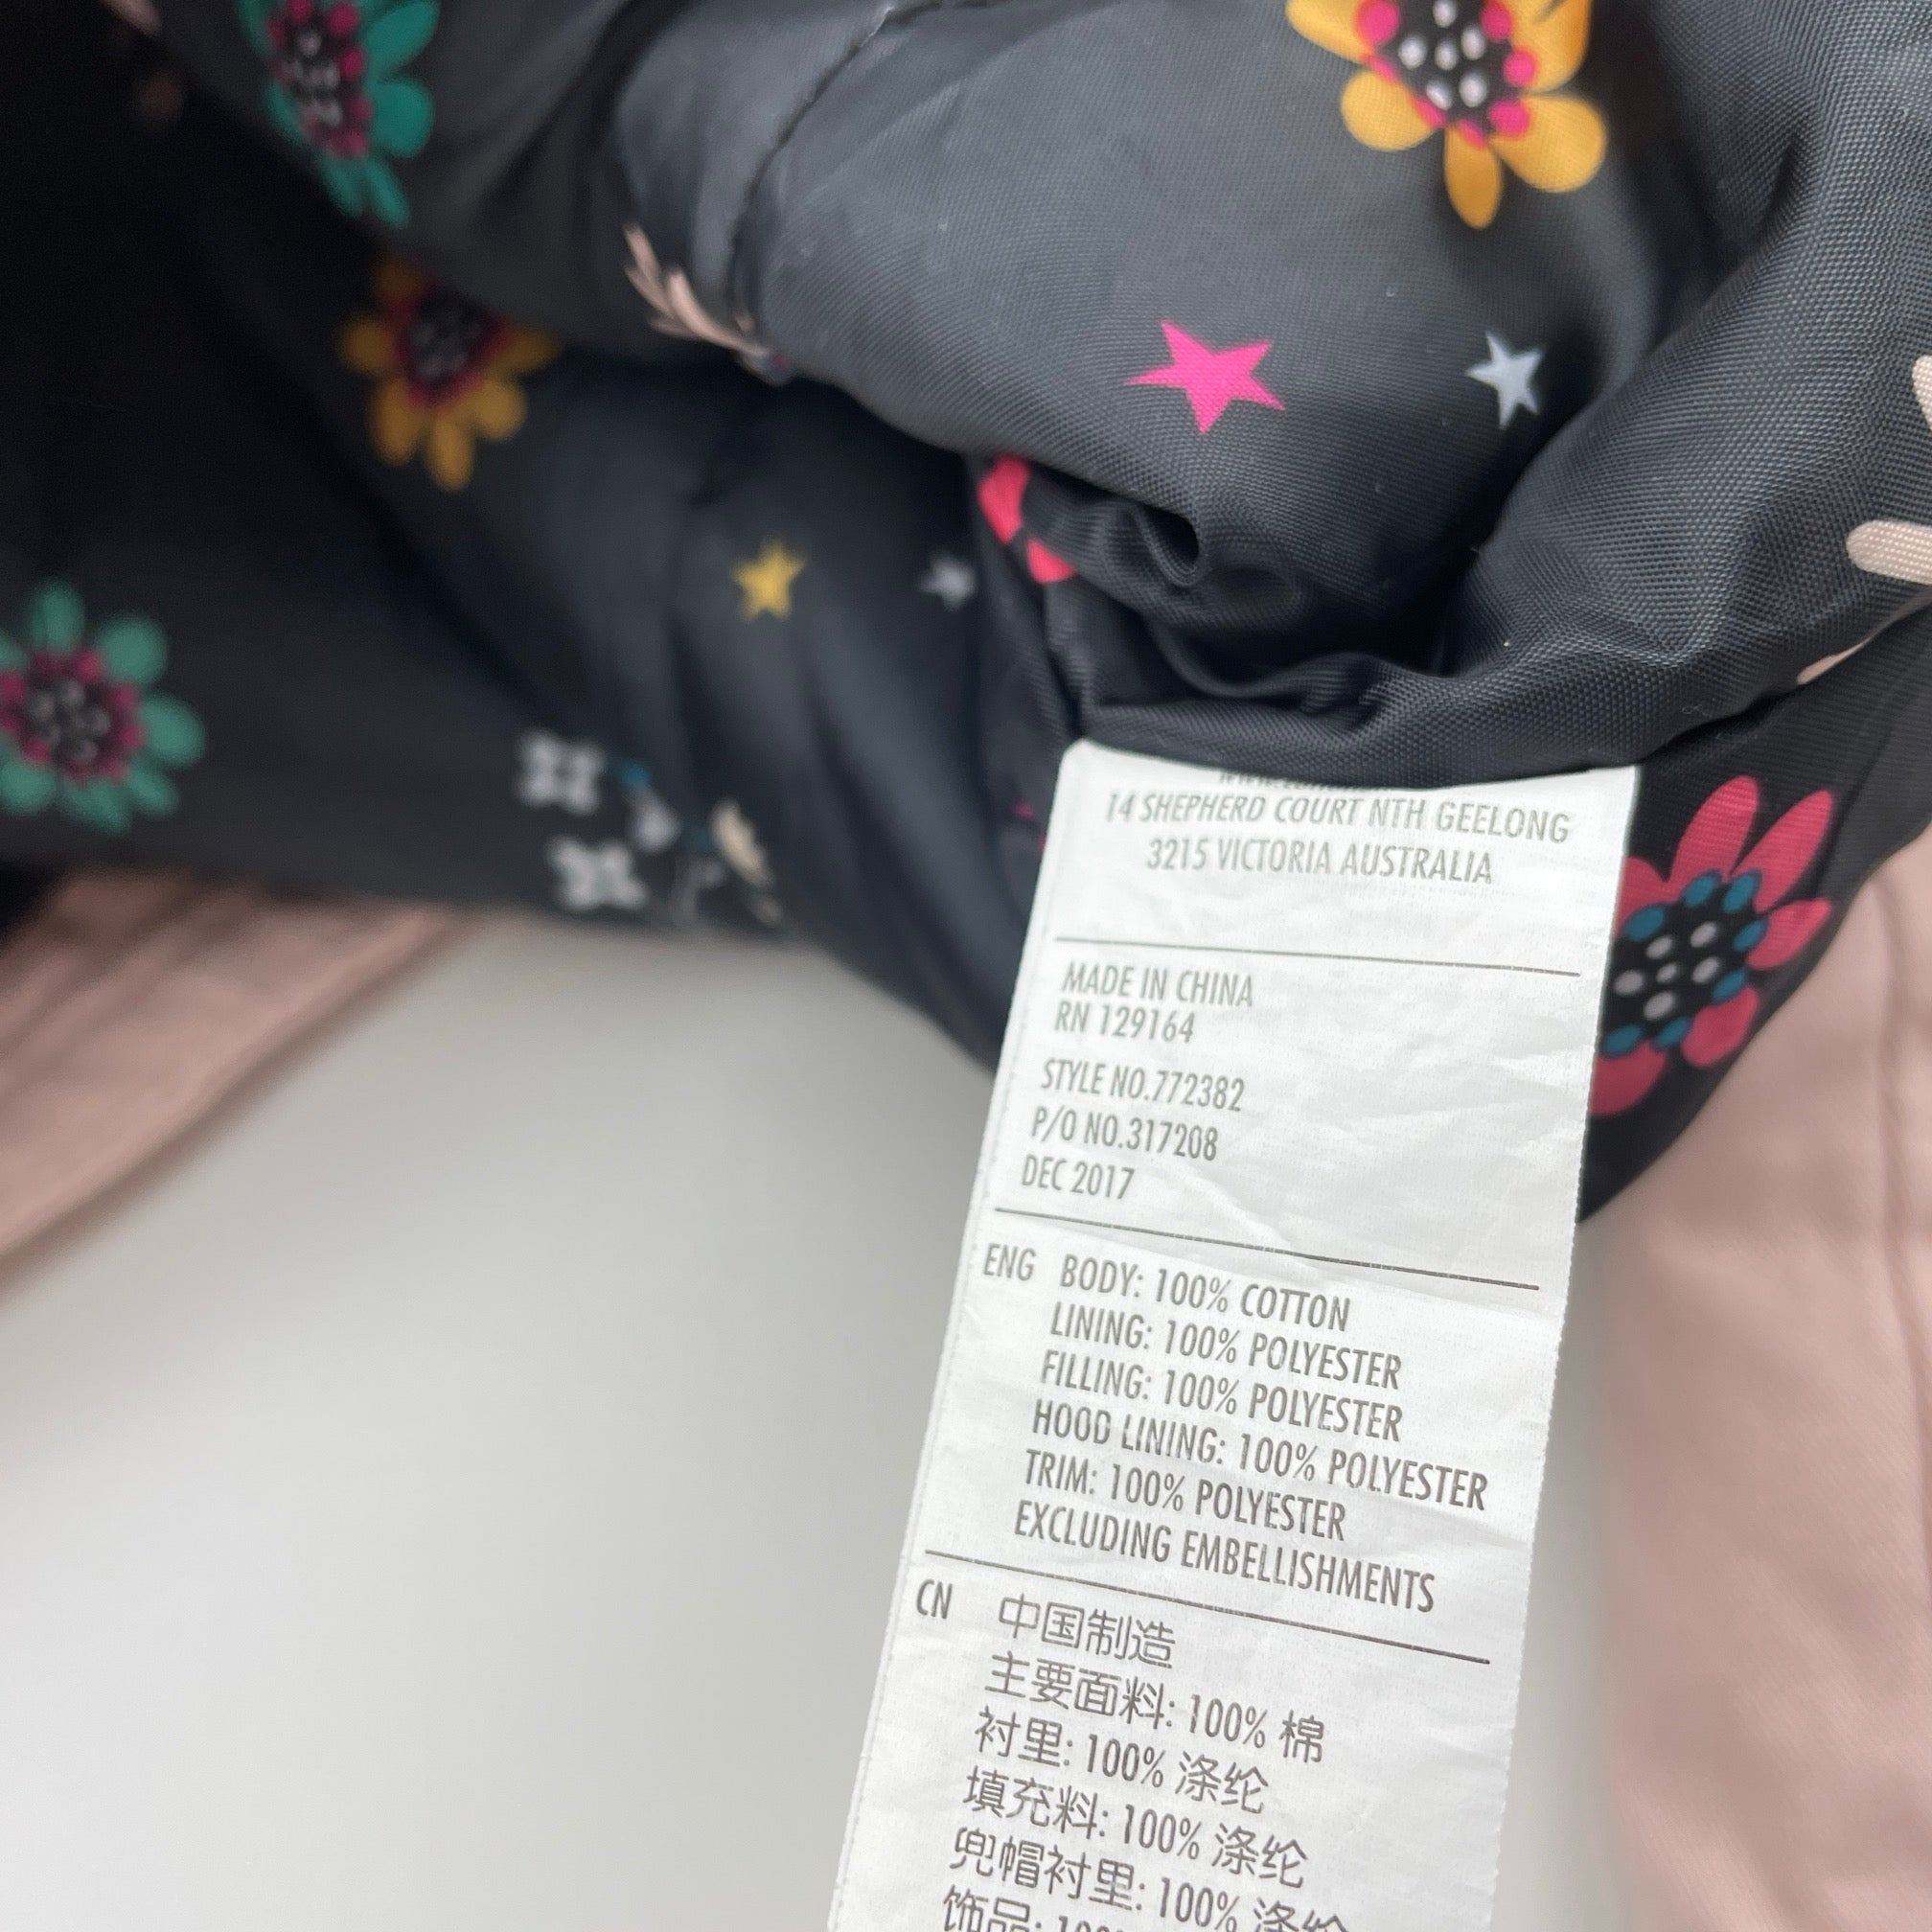 14 SHEPHERD COURT NTH GEELONG
3215 VICTORIA AUSTRALIA
MADE IN CHINA
RN 129164
STYLE NO.772382
P/O NO.317208
DEC 2017
ENG BODY: 100% COTTON
LINING: 100% POLYESTER
FILLING: 100% POLYESTER
HOOD LINING: 100% POLYESTER
TRIM: 100% POLYESTER
EXCLUDING EMBELLISHMENTS
CN 中国制造
主要面料: 100% 棉
衬里: 100% 涤纶
填充料: 100% 涤纶
兜帽衬里: 100% 涤纶
饰品: